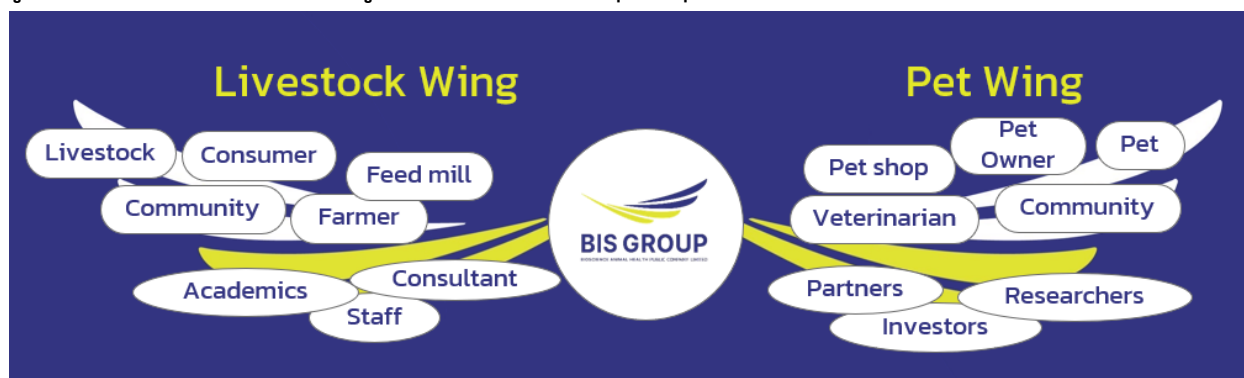 Livestock Wing
Pet Wing
Livestock
Consumer
Feed mill
Community
Farmer
Academics
Consultant
Staff
BIS GROUP
Pet shop
Pet
Owner
Pet
Veterinarian
Community
Partners
Researchers
Investors